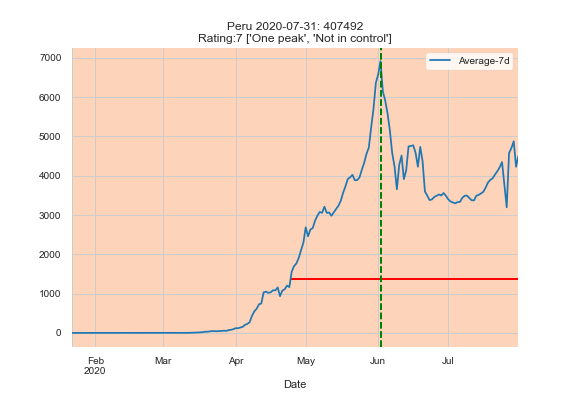 Peru 2020-07-31: 407492
Rating:7 ['One peak', 'Not in control']
Average-7d
7000
6000
5000
4000
3000
2000
1000
0
Feb
2020
Mar
Apr
May
Jun
Jul
Date